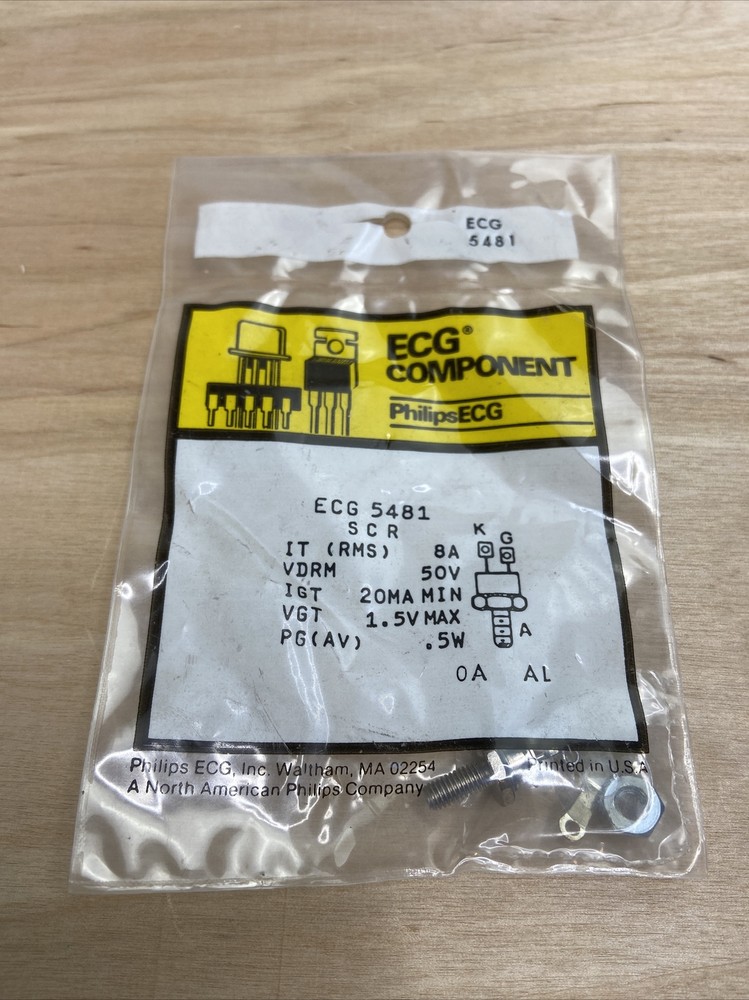 ECG
5481
ECG®
COMPONENT
PhilipsECG
ECG 5481
SCR
IT (RMS) 8A
VDRM 50V
IGT 20MA MIN
VGT 1.5V MAX
PG(AV) .5W
K
G
A
OA AL
Philips ECG, Inc. Waltham, MA 02254 Printed in U.S.A
A North American Philips Company